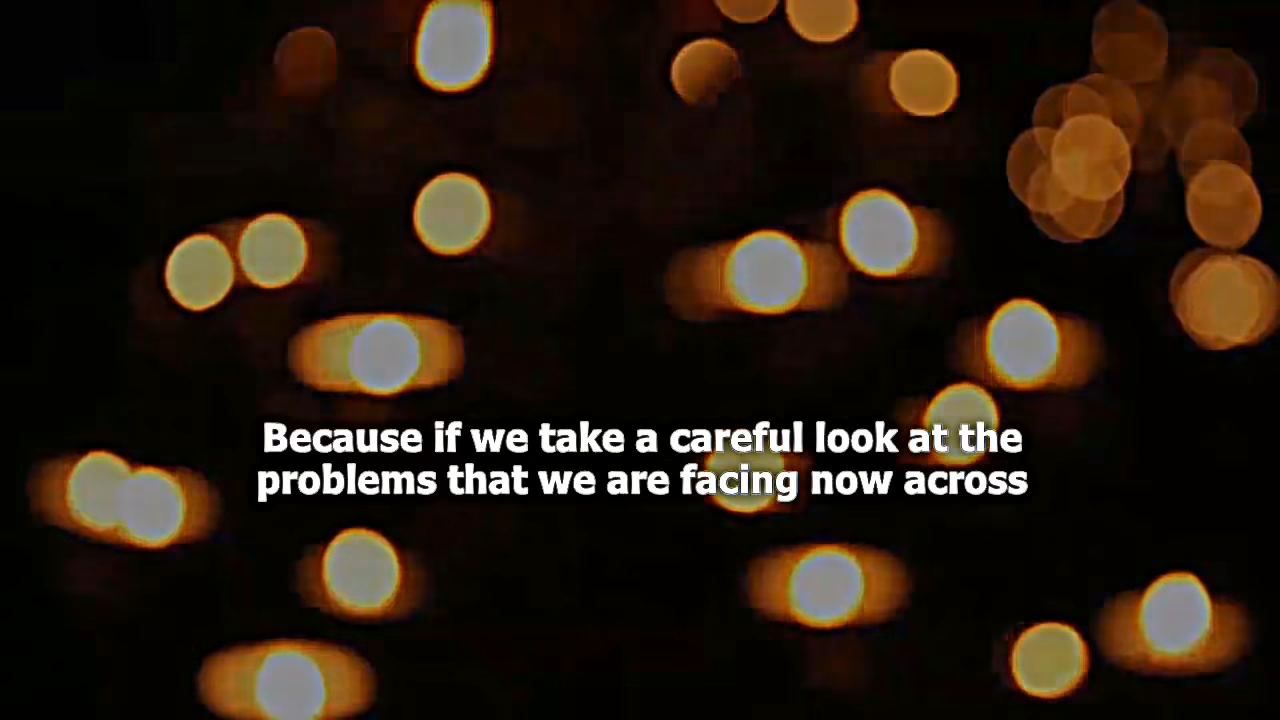 Because if we take a careful look at the
problems that we are facing now across